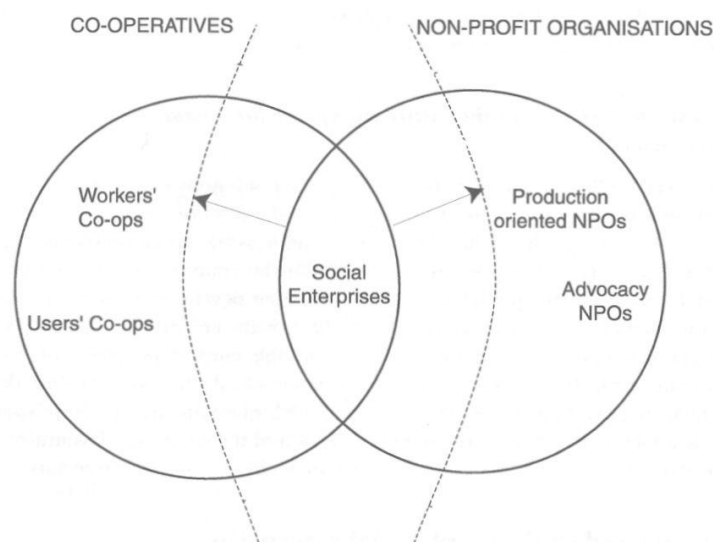 CO-OPERATIVES
NON-PROFIT ORGANISATIONS
Workers'
Co-ops
Production
oriented NPOs
Social
Enterprises
Advocacy
NPOs
Users' Co-ops